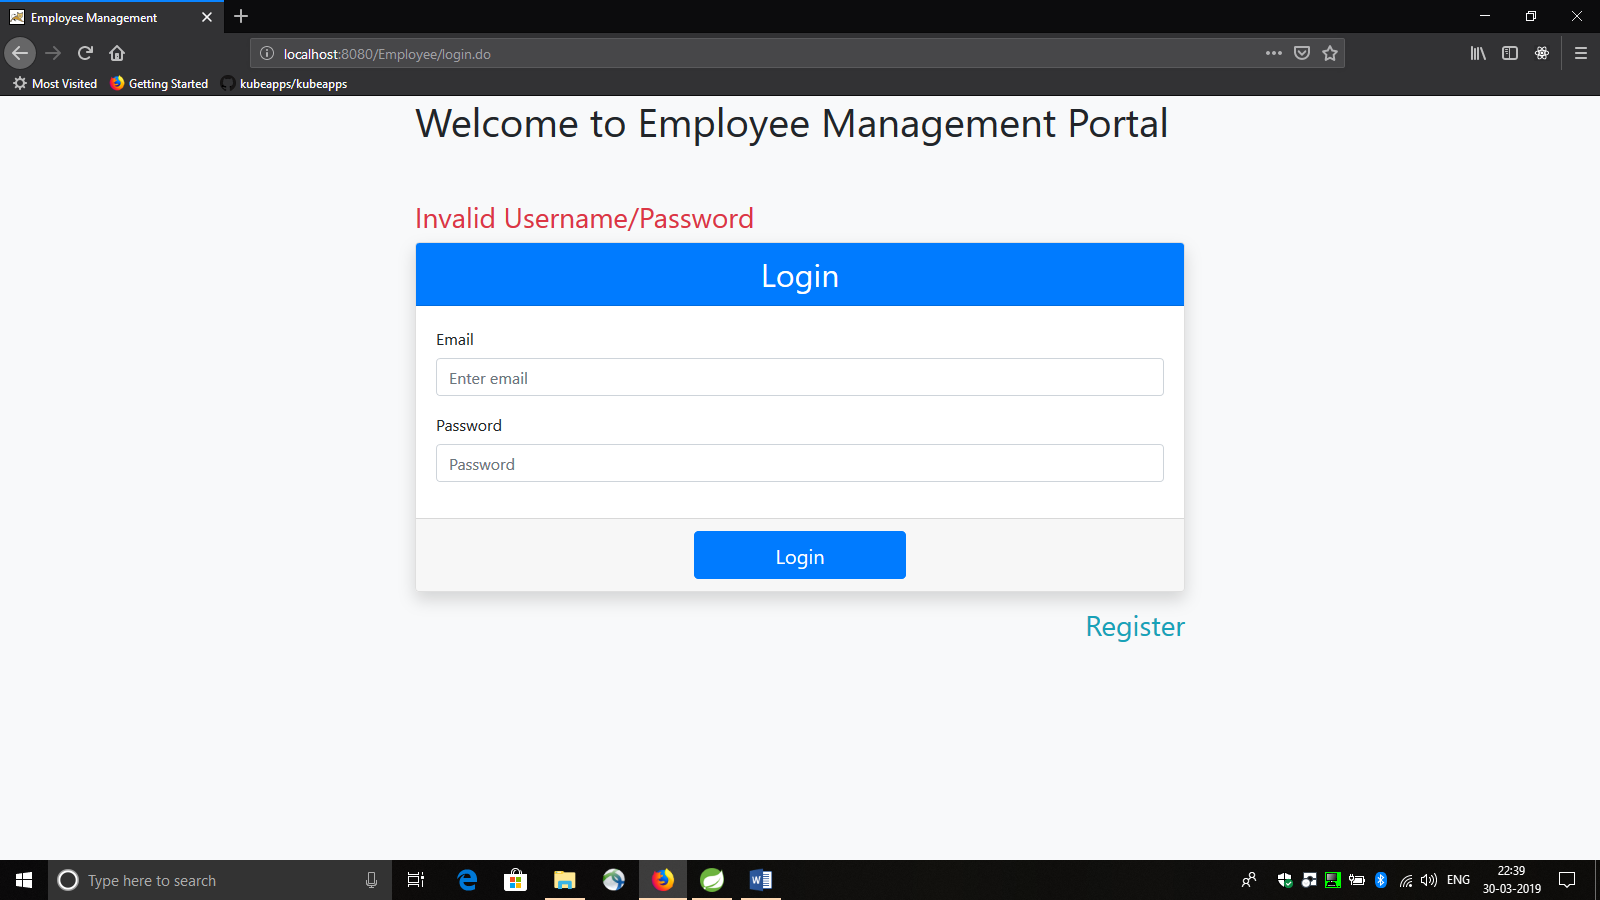 Employee Management
localhost:8080/Employee/login.do
Most Visited Getting Started kubeapps/kubeapps
Welcome to Employee Management Portal
Invalid Username/Password
Login
Email
Enter email
Password
Password
Login
Register
Type here to search
ENG
22:39
30-03-2019